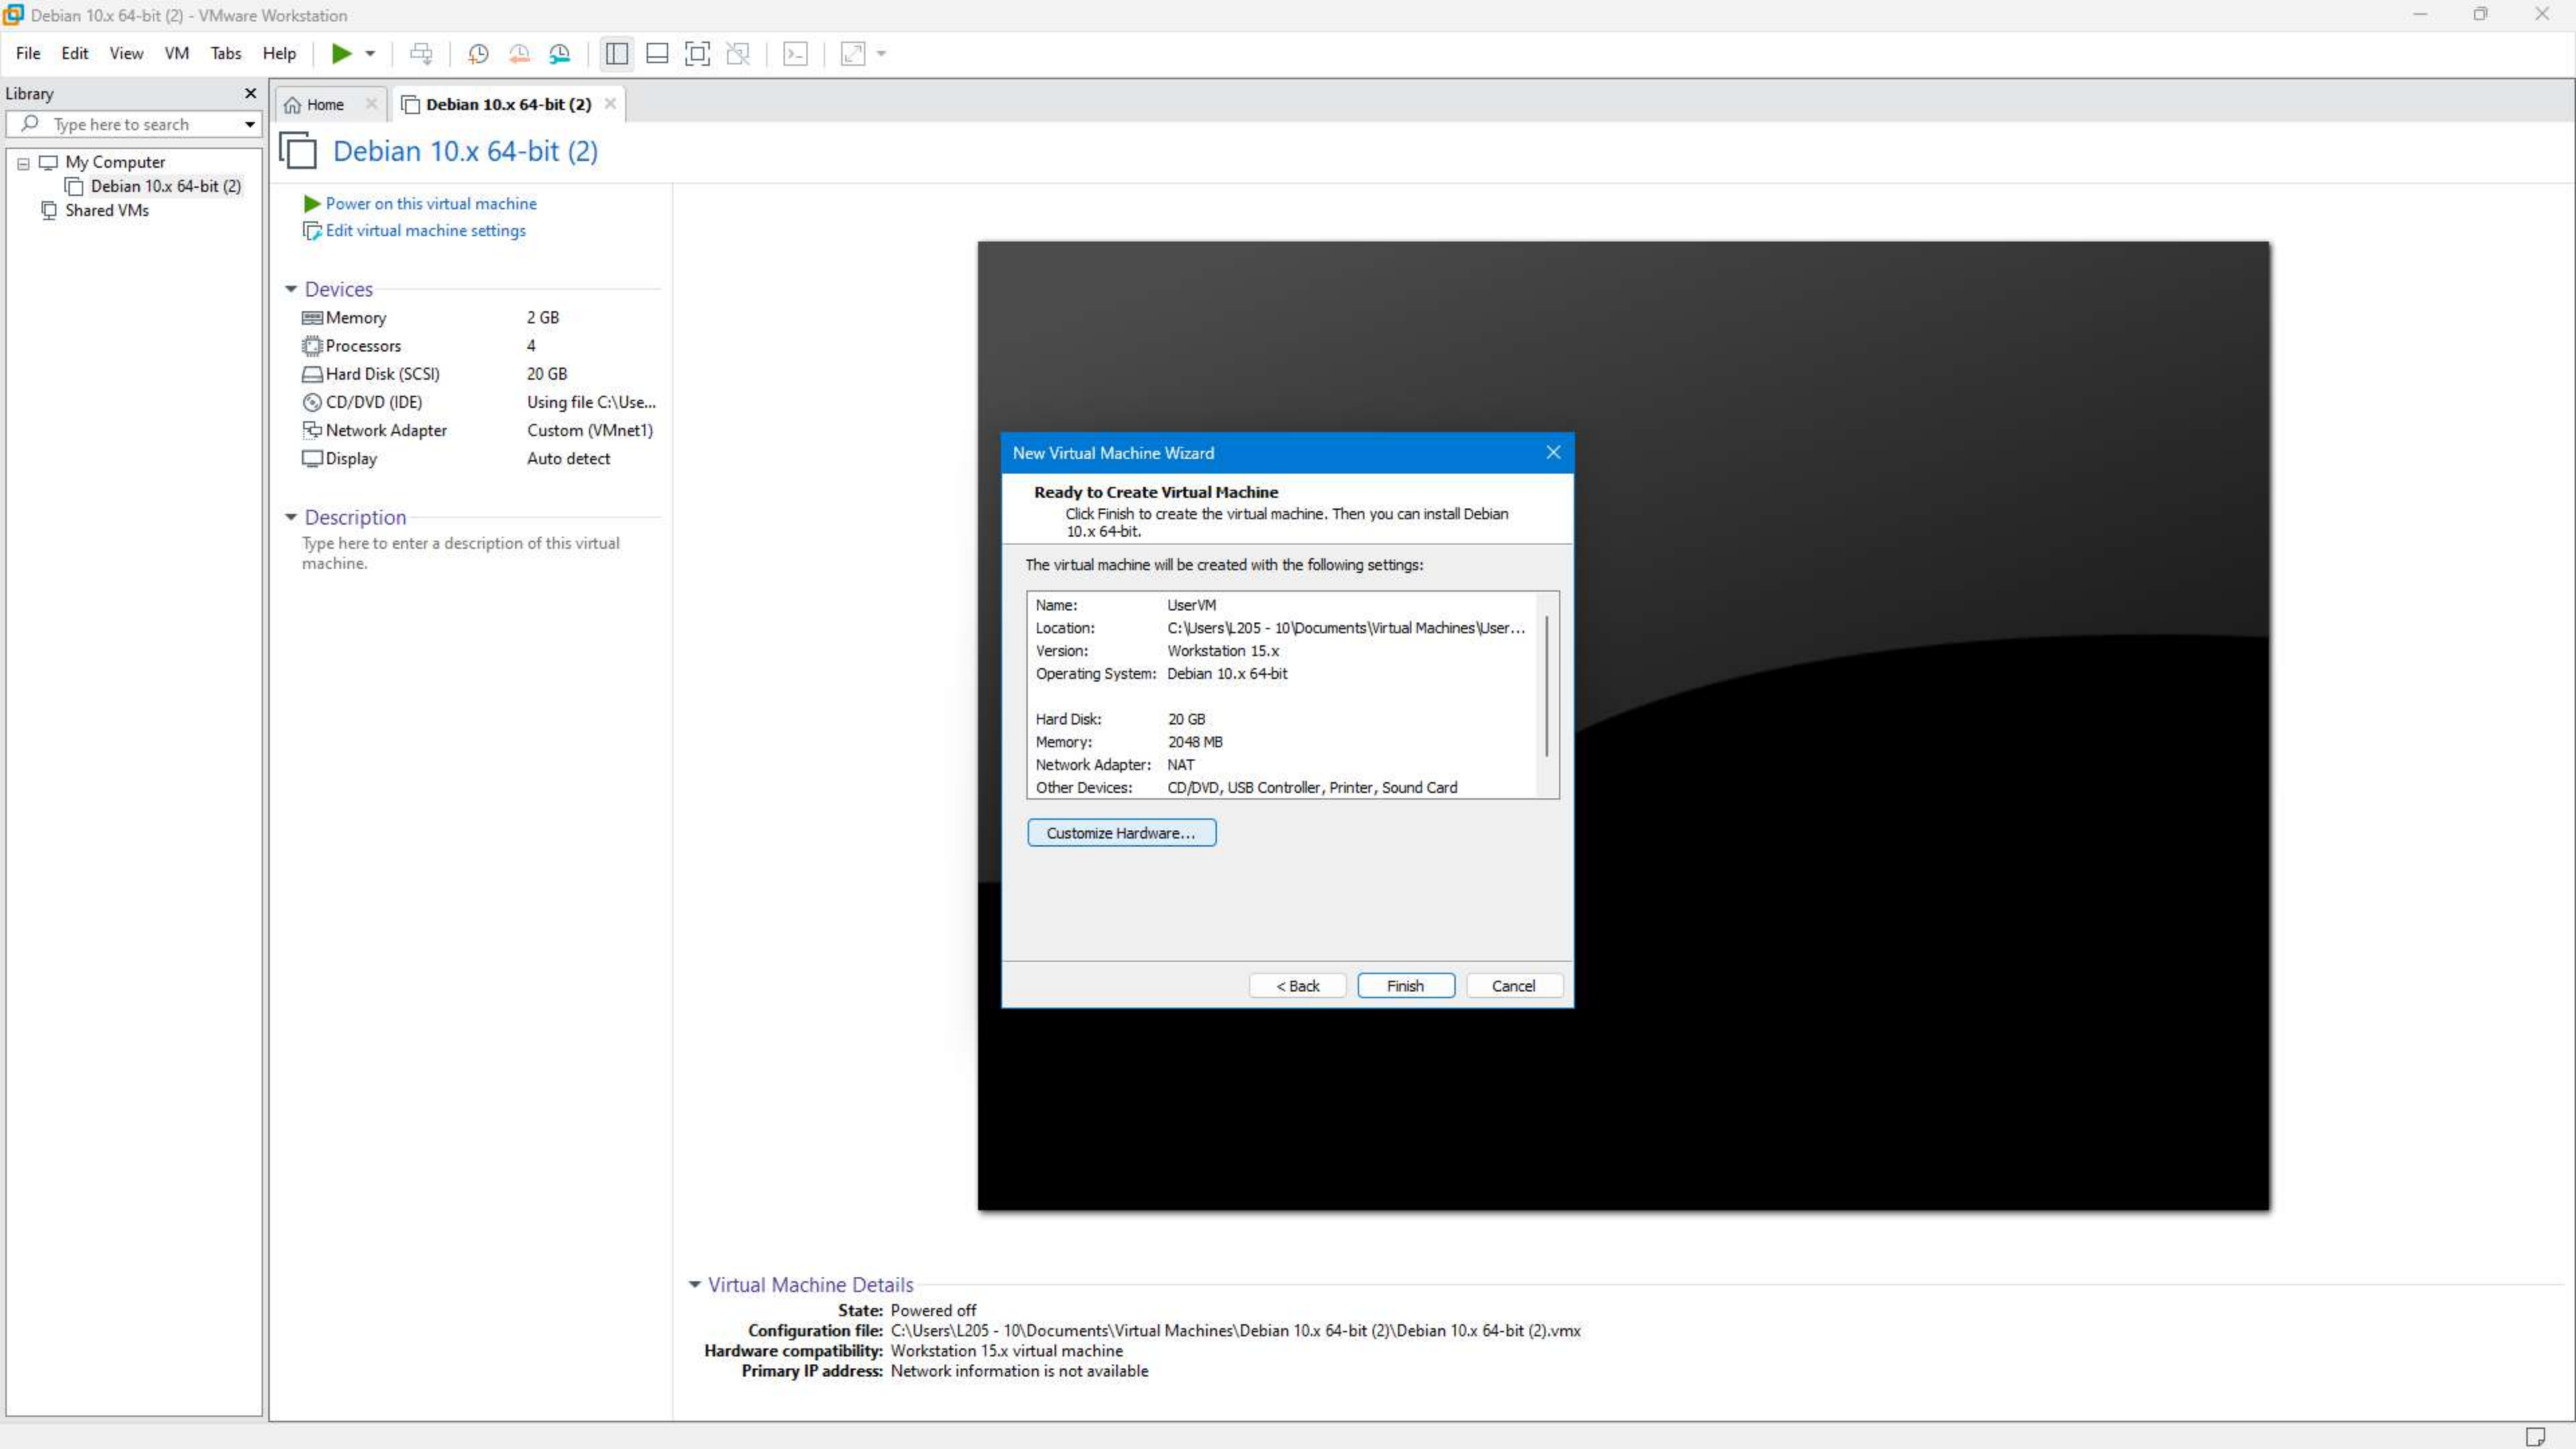 Debian 10.x 64-bit (2) - VMware Workstation
File Edit View VM Tabs Help
Library
Type here to search
My Computer
Debian 10.x 64-bit (2)
Shared VMs
Home
Debian 10.x 64-bit (2)
Debian 10.x 64-bit (2)
Power on this virtual machine
Edit virtual machine settings
Devices
Memory 2 GB
Processors 4
Hard Disk (SCSI) 20 GB
CD/DVD (IDE) Using file C:\Use...
Network Adapter Custom (VMnet1)
Display Auto detect
Description
Type here to enter a description of this virtual
machine.
New Virtual Machine Wizard
Ready to Create Virtual Machine
Click Finish to create the virtual machine. Then you can install Debian
10.x 64-bit.
The virtual machine will be created with the following settings:
Name: UserVM
Location: C:\Users\L205 - 10\Documents\Virtual Machines\User...
Version: Workstation 15.x
Operating System: Debian 10.x 64-bit
Hard Disk: 20 GB
Memory: 2048 MB
Network Adapter: NAT
Other Devices: CD/DVD, USB Controller, Printer, Sound Card
Customize Hardware...
< Back Finish Cancel
Virtual Machine Details
State: Powered off
Configuration file: C:\Users\L205 - 10\Documents\Virtual Machines\Debian 10.x 64-bit (2)\Debian 10.x 64-bit (2).vmx
Hardware compatibility: Workstation 15.x virtual machine
Primary IP address: Network information is not available